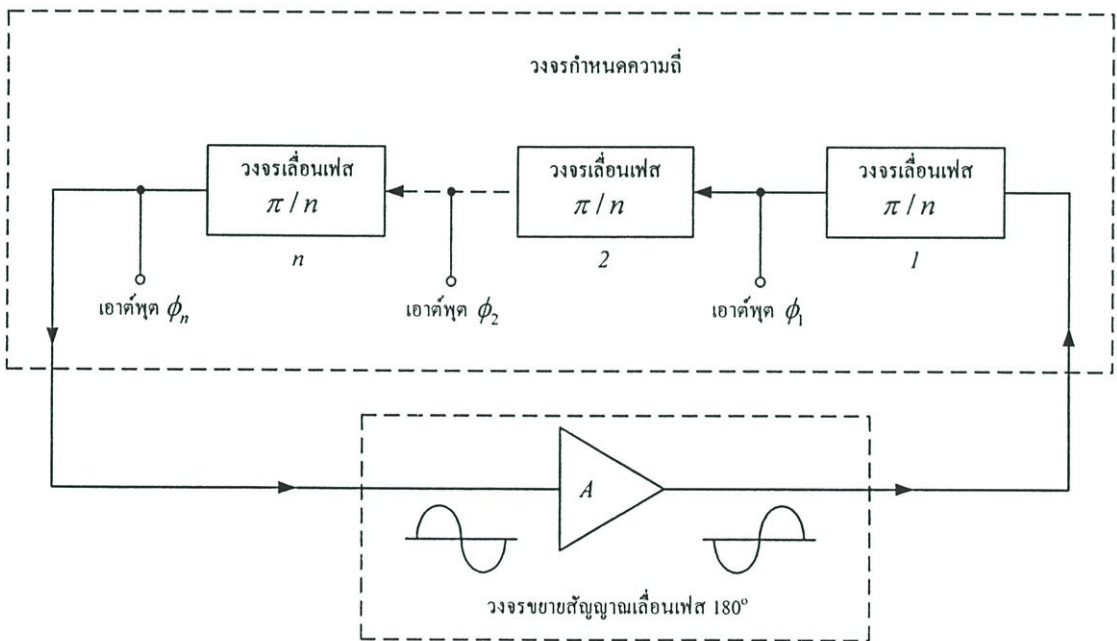 วงจรกำหนดความถี่
วงจรเลื่อนเฟส
π/n
n
วงจรเลื่อนเฟส
π/n
2
วงจรเลื่อนเฟส
π/n
1
เอาต์พุต ϕn
เอาต์พุต ϕ2
เอาต์พุต ϕ1
A
วงจรขยายสัญญาณเลื่อนเฟส 180°